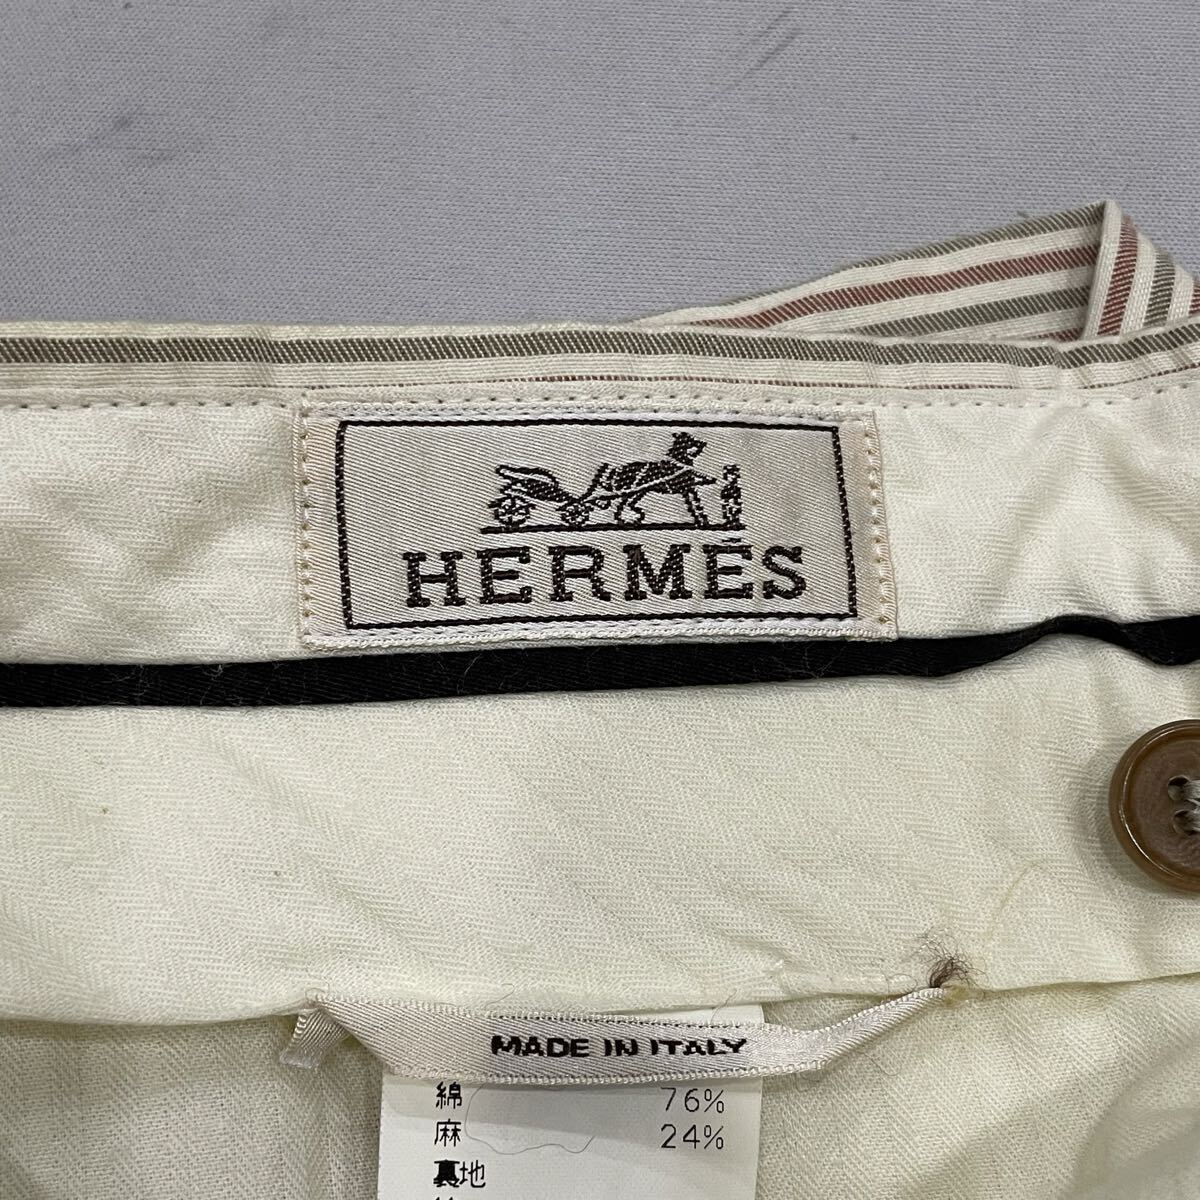 HERMÈS
MADE IN ITALY
綿 76%
麻 24%
裏地